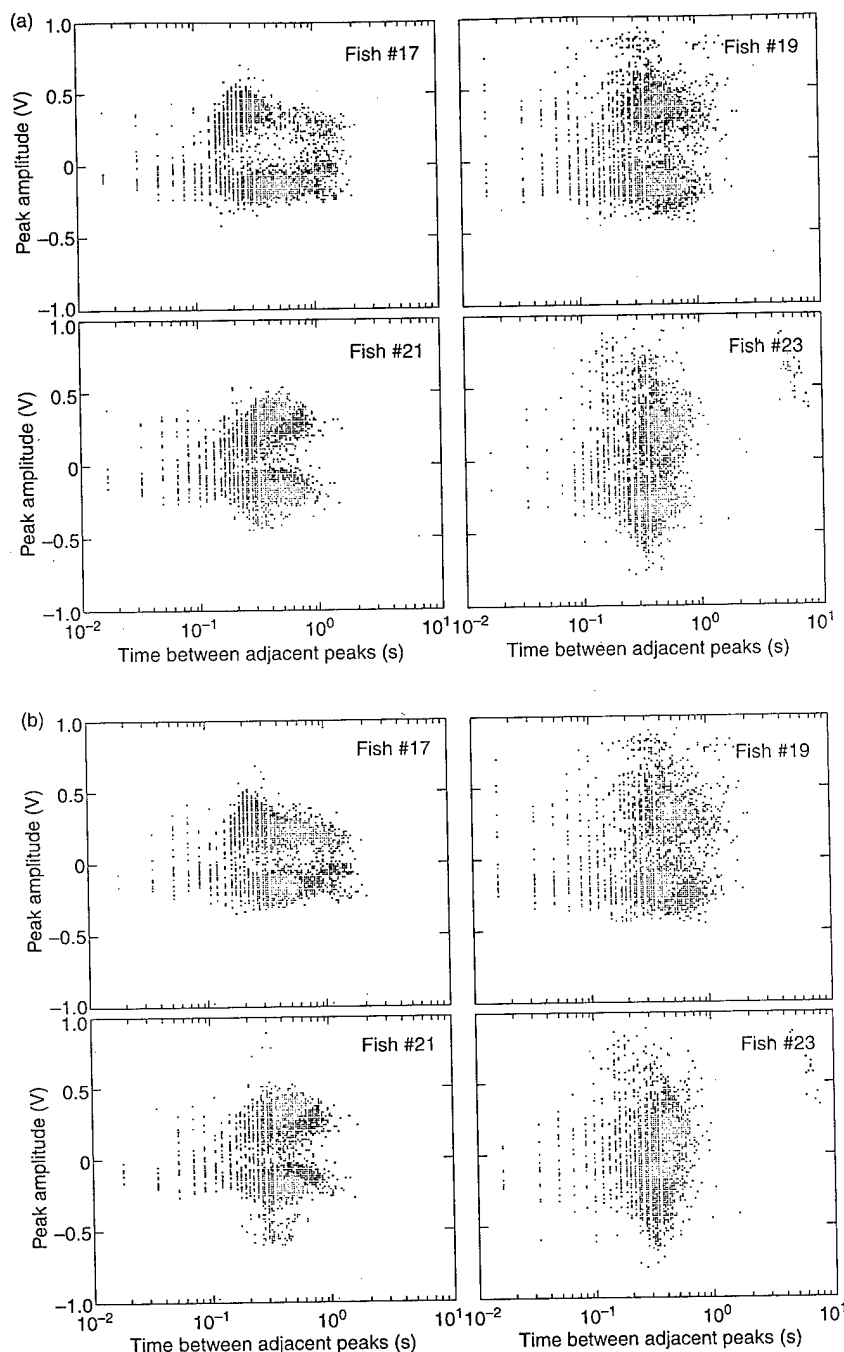 (a)
1.0
Fish #17
Fish #19
0.5
0
−0.5
−1.0
Peak amplitude (V)
1.0
Fish #21
Fish #23
0.5
0
−0.5
−1.0
Peak amplitude (V)
10⁻² 10⁻¹ 10⁰ 10¹ 10⁻² 10⁻¹ 10⁰ 10¹
Time between adjacent peaks (s) Time between adjacent peaks (s)
(b)
1.0
Fish #17
Fish #19
0.5
0
−0.5
−1.0
Peak amplitude (V)
1.0
Fish #21
Fish #23
0.5
0
−0.5
−1.0
Peak amplitude (V)
10⁻² 10⁻¹ 10⁰ 10¹ 10⁻² 10⁻¹ 10⁰ 10¹
Time between adjacent peaks (s) Time between adjacent peaks (s)